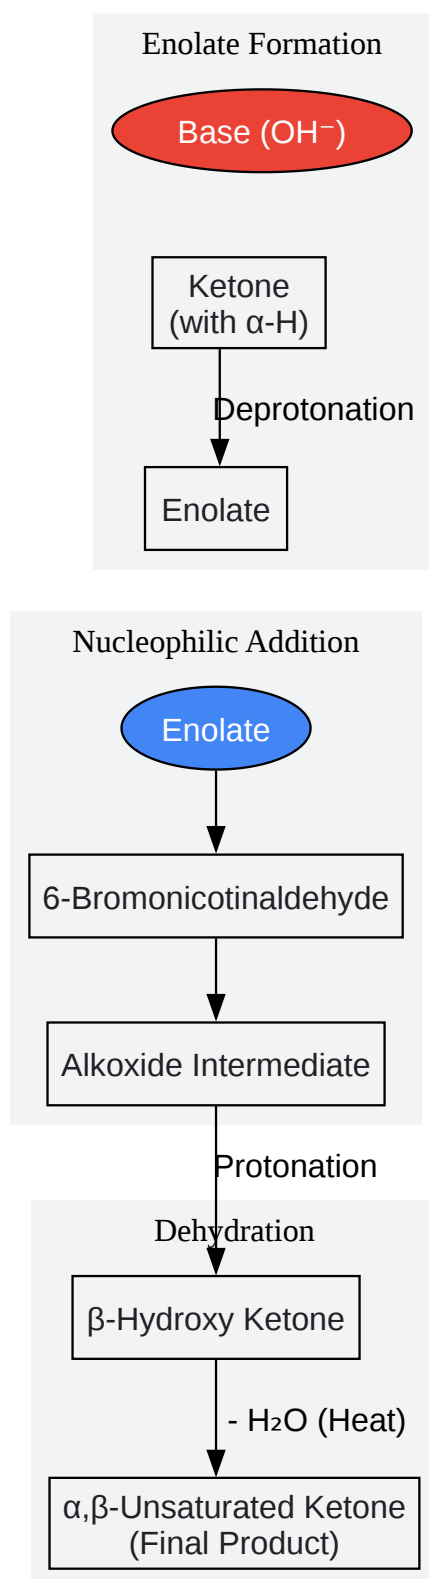 Enolate Formation
Base (OH⁻)
Ketone
(with α-H)
Deprotonation
Enolate
Nucleophilic Addition
Enolate
6-Bromonicotinaldehyde
Alkoxide Intermediate
Protonation
Dehydration
β-Hydroxy Ketone
- H₂O (Heat)
α,β-Unsaturated Ketone
(Final Product)